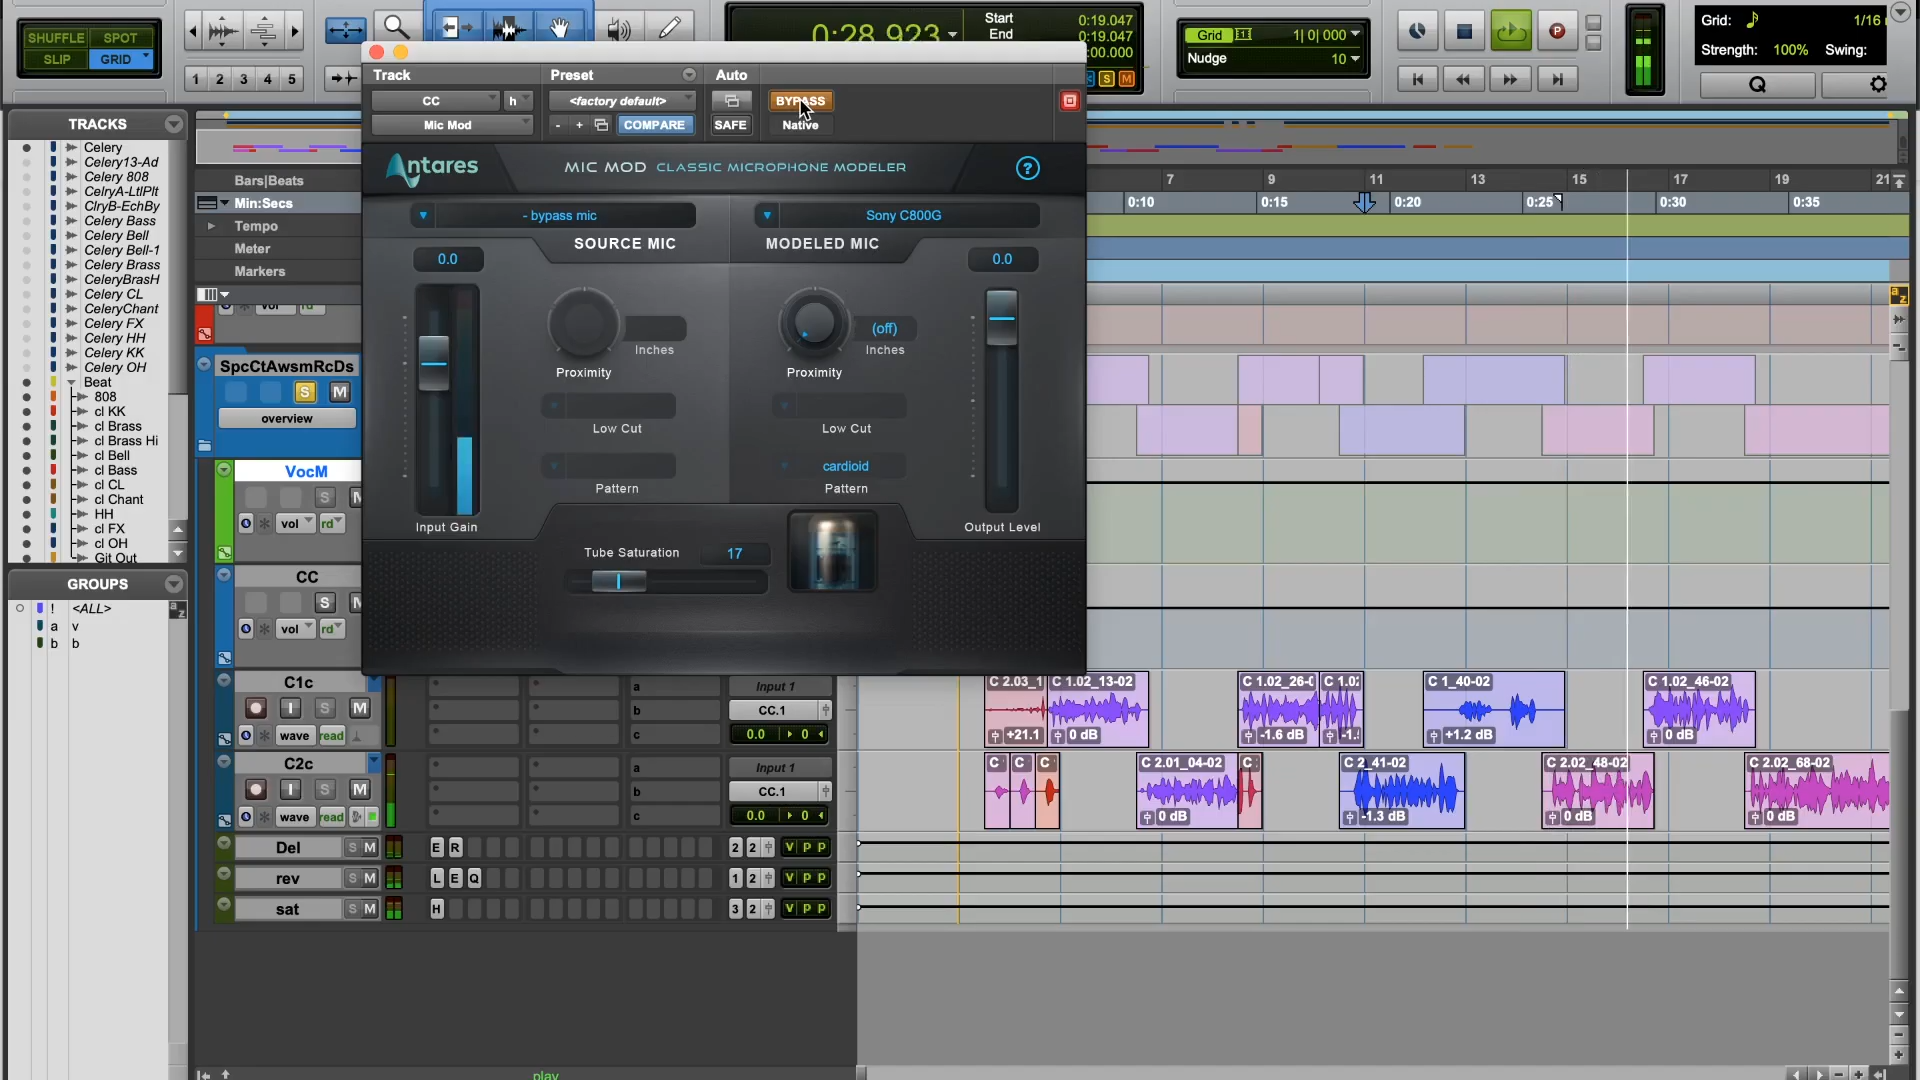 SHUFFLE SPOT
SLIP GRID
1 2 3 4 5
0:28.923
Start 0:19.047
End 0:19.047
:00.000
S M
Grid 1| 0| 000
Nudge 10
Grid: 1/16
Strength: 100% Swing:
Q
Track Preset Auto
CC h <factory default> BYPASS
Mic Mod - + COMPARE SAFE Native
Antares MIC MOD CLASSIC MICROPHONE MODELER ?
- bypass mic Sony C800G
SOURCE MIC MODELED MIC
0.0 0.0
(off)
Inches Inches
Proximity Proximity
Low Cut Low Cut
cardioid
Pattern Pattern
Input Gain Output Level
Tube Saturation 17
TRACKS
Celery
Celery13-Ad
Celery 808
CelryA-LtlPlt
ClryB-EchBy
Celery Bass
Celery Bell
Celery Bell-1
Celery Brass
CeleryBrasH
Celery CL
CeleryChant
Celery FX
Celery HH
Celery KK
Celery OH
Beat
808
cl KK
cl Brass
cl Brass Hi
cl Bell
cl Bass
cl CL
cl Chant
HH
cl FX
cl OH
Git Out
GROUPS
! <ALL>
a v
b b
Bars|Beats
Min:Secs
Tempo
Meter
Markers
7 9 11 13 15 17 19 21
0:10 0:15 0:20 0:25 0:30 0:35
vol rd
SpcCtAwsmRcDs
S M
overview
VocM
S M
vol rd
CC
S M
vol rd
C1c
I S M
wave read
a Input 1
b CC.1
c 0.0 0
C 2.03_1 C 1.02_13-02 C 1.02_26-0 C 1.02 C 1_40-02 C 1.02_46-02
+21.1 0 dB -1.6 dB +1.2 dB 0 dB
C2c
I S M
wave read
a Input 1
b CC.1
c 0.0 0
C C C C 2.01_04-02 C C 2_41-02 C 2.02_48-02 C 2.02_68-02
0 dB -1.3 dB 0 dB 0 dB
Del S M E R 2 2 V P P
rev S M L E Q 1 2 V P P
sat S M H 3 2 V P P
play